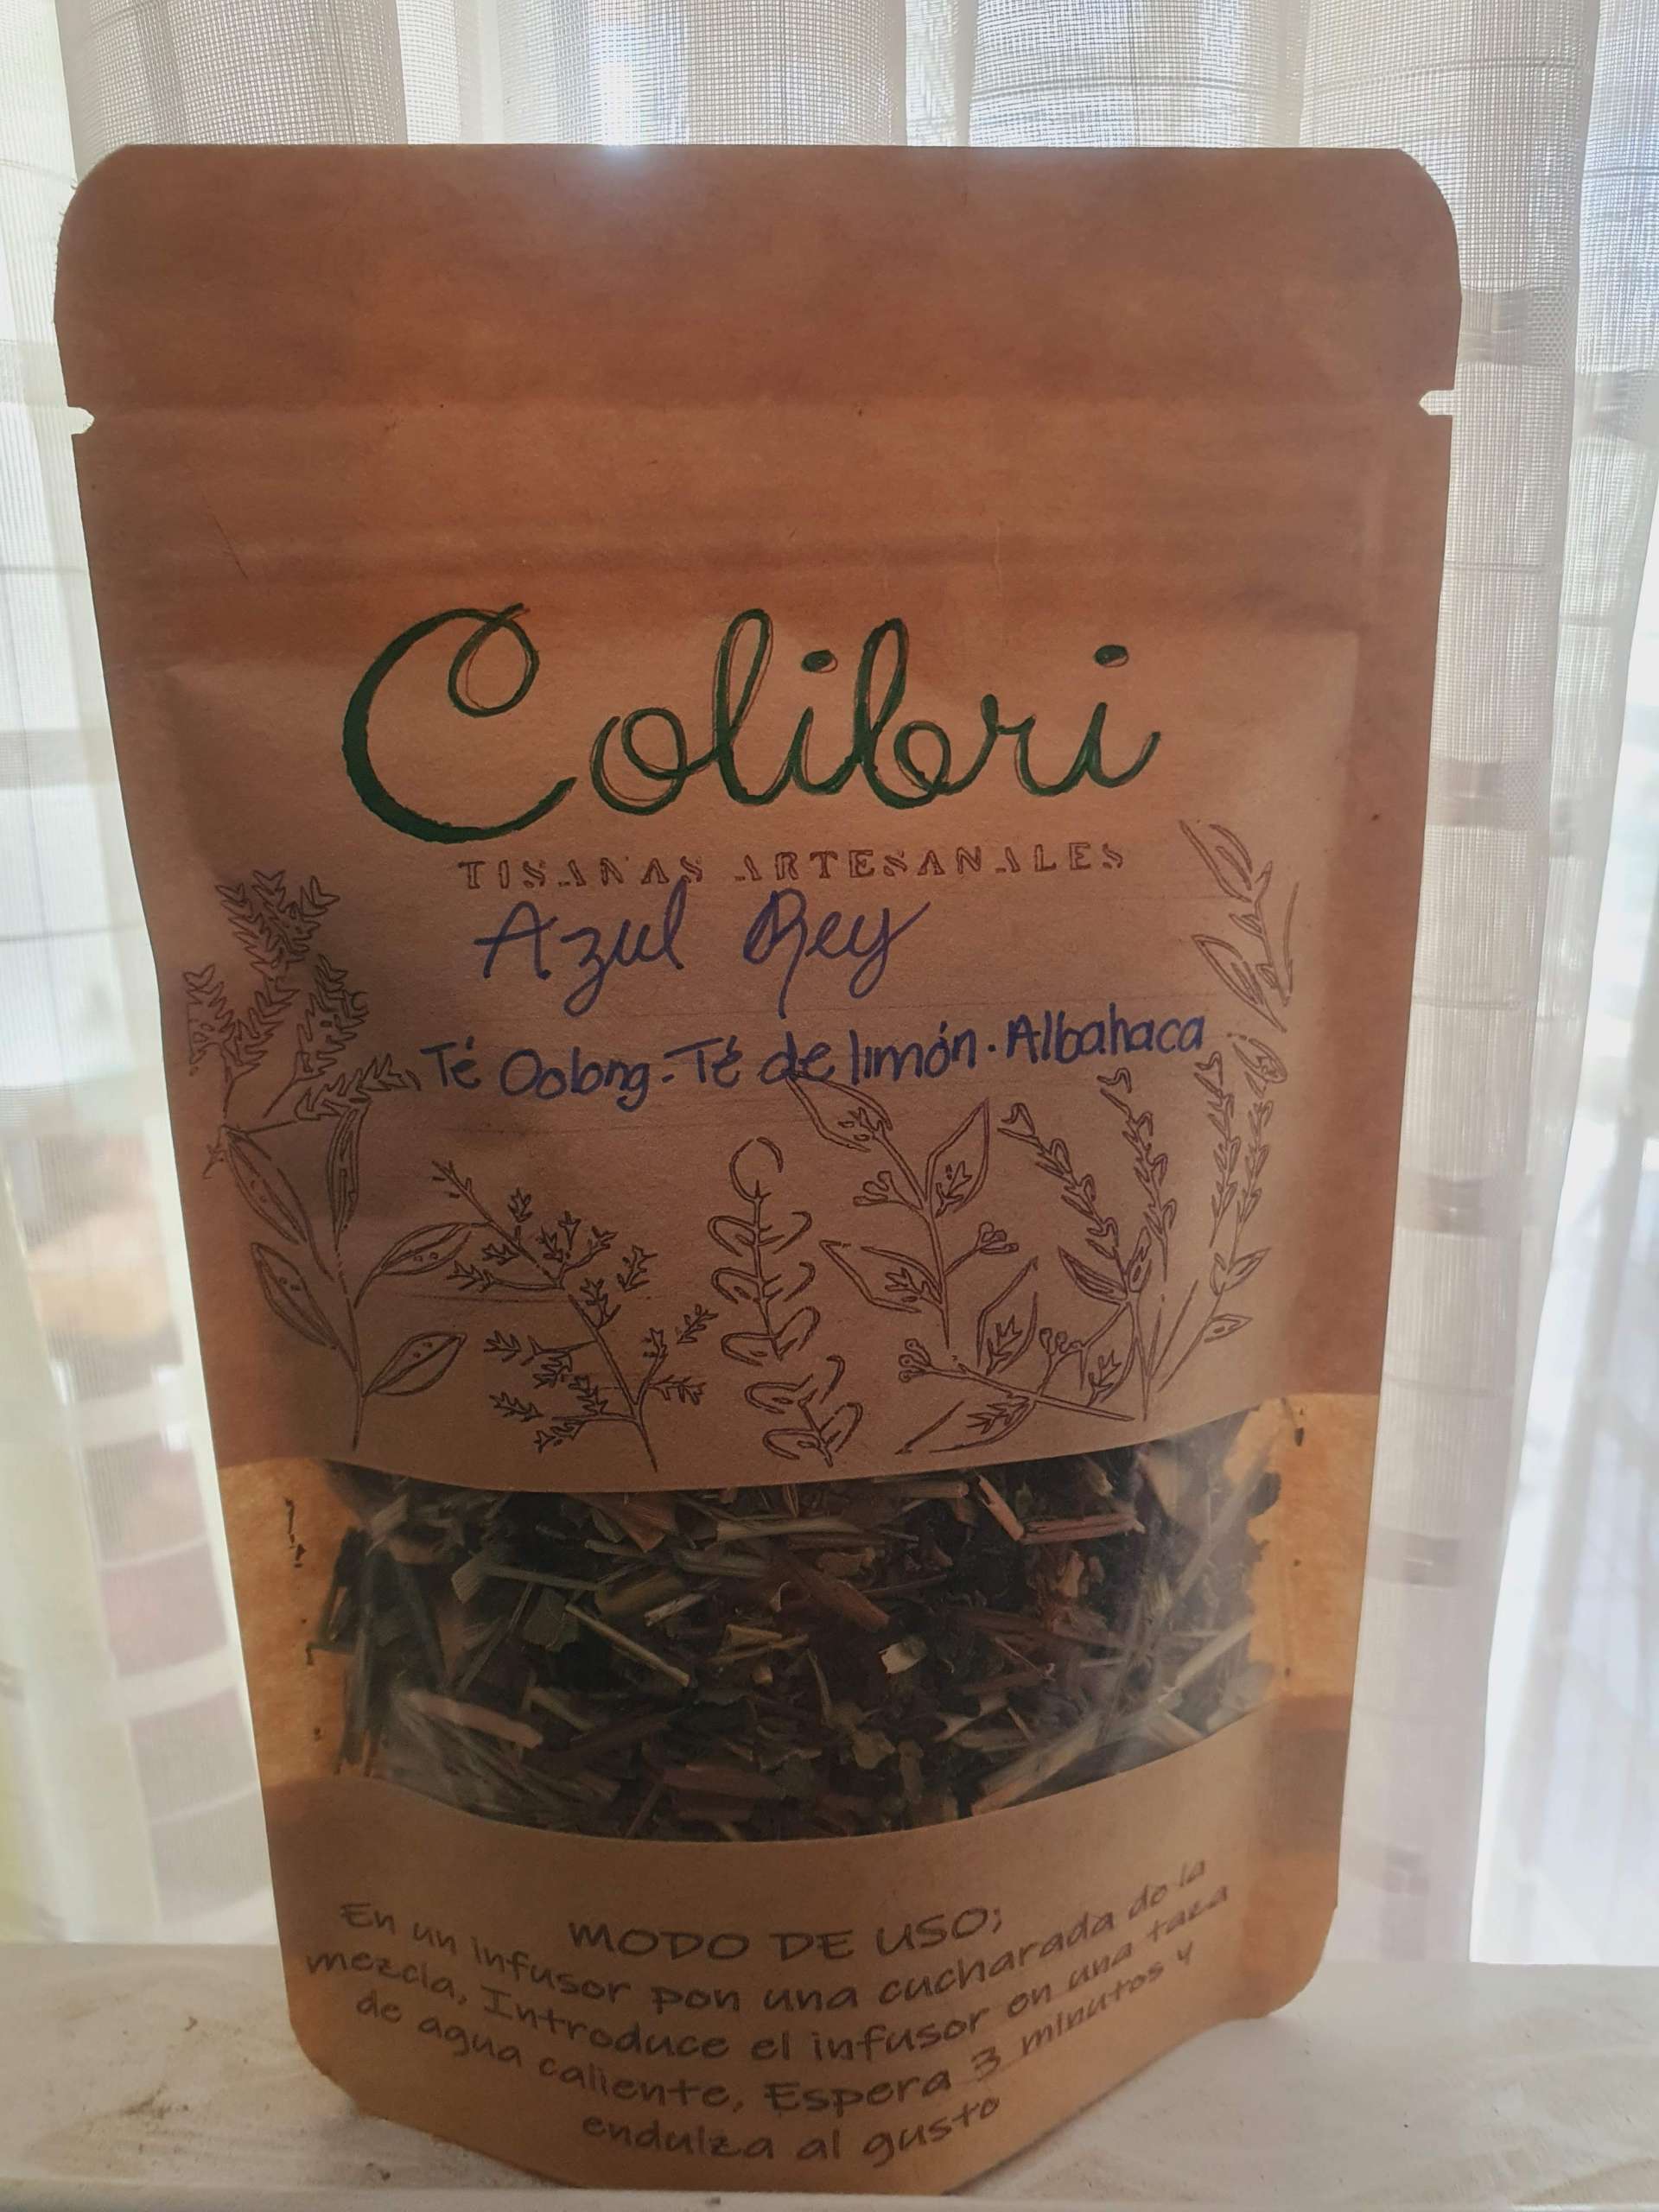 Colibri
TISANAS ARTESANALES
Azul Rey
Té Oolong - Té de limón · Albahaca
MODO DE USO:
En un infusor pon una cucharada de la
mezcla, Introduce el infusor en una taza
de agua caliente, Espera 3 minutos y
endulza al gusto